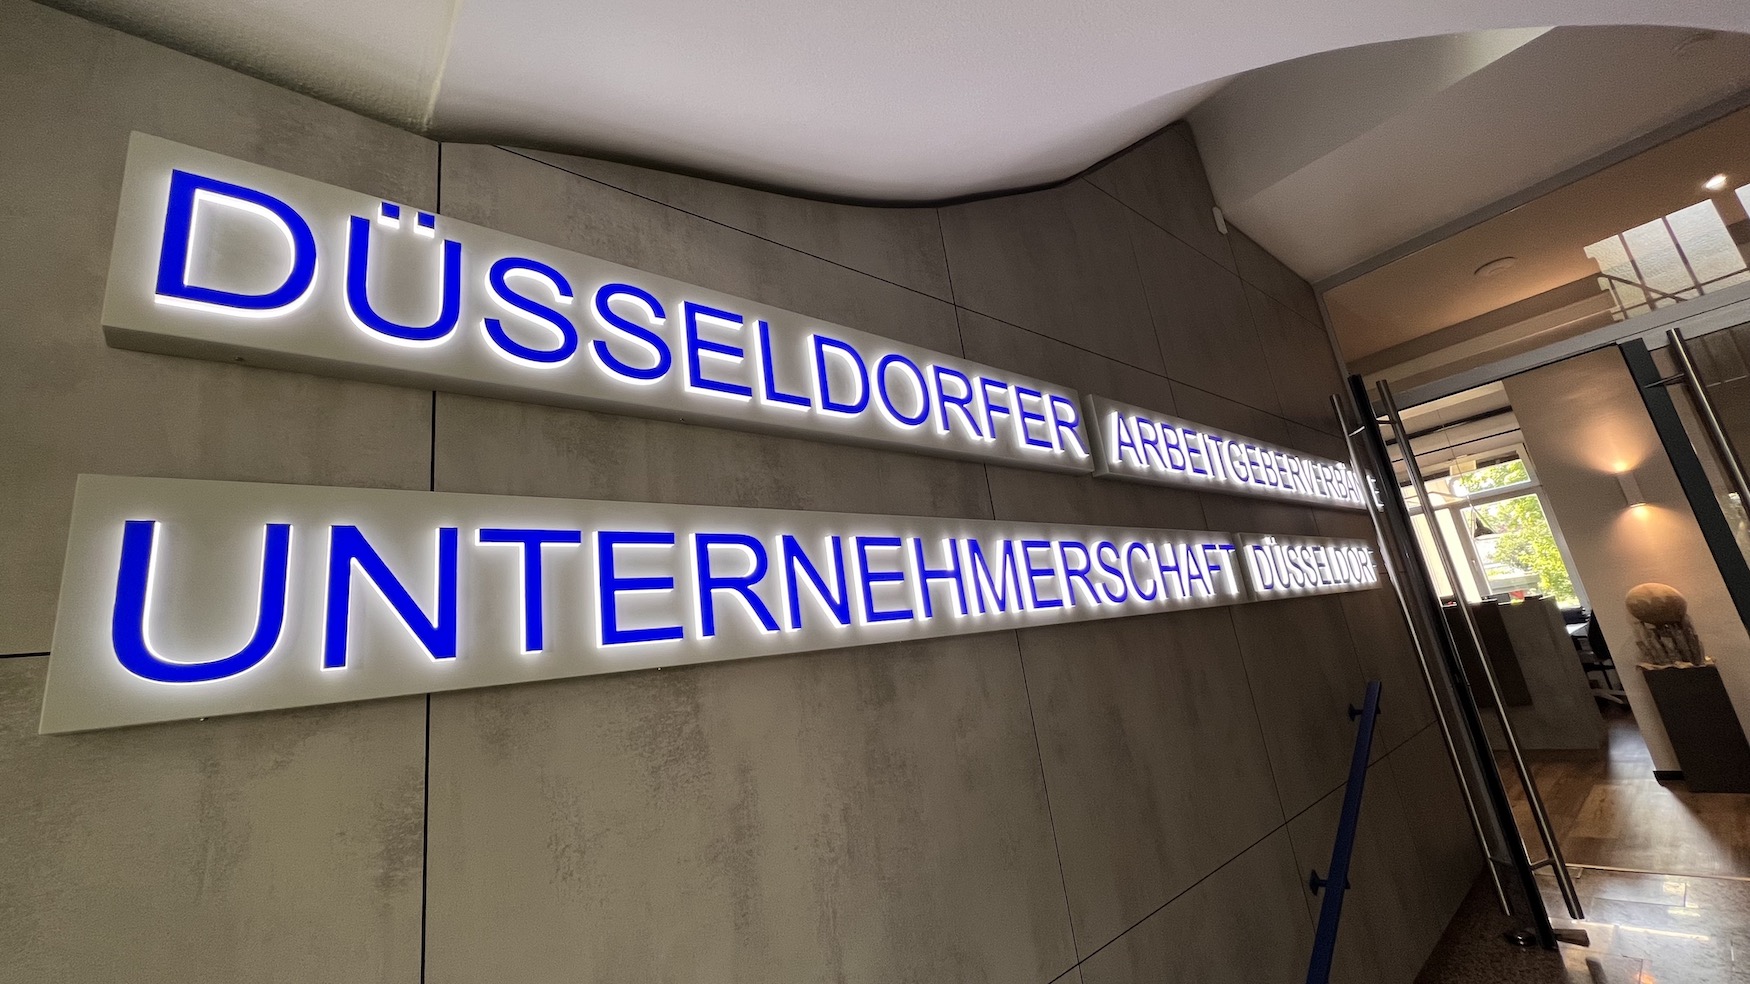 DÜSSELDORFER ARBEITGEBERVERBÄNDE
UNTERNEHMERSCHAFT DÜSSELDORF